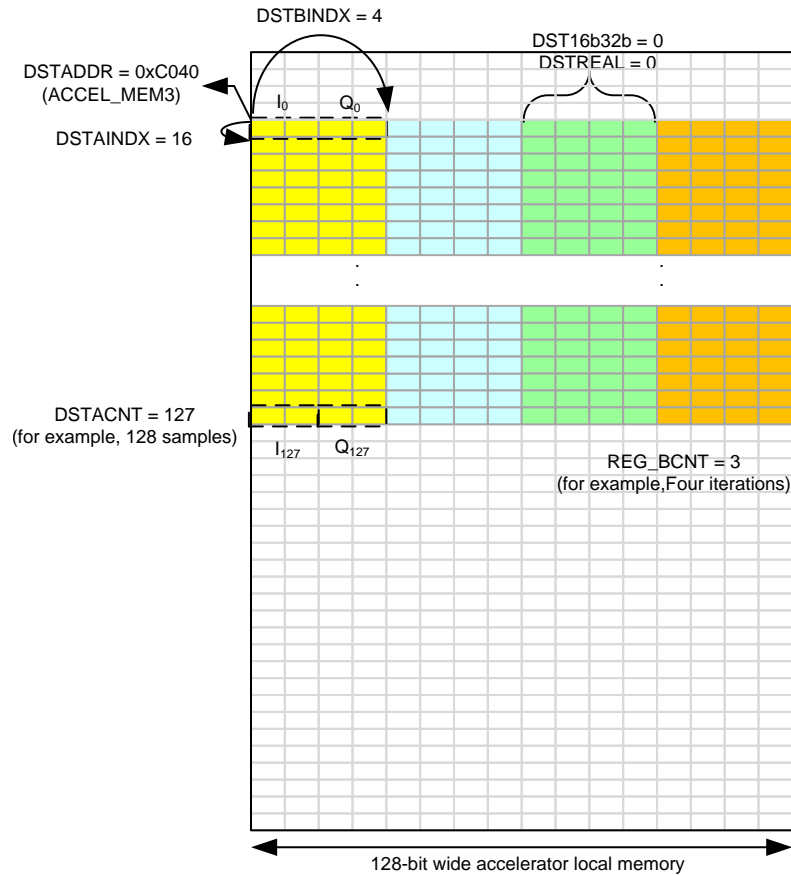 DSTBINDX = 4
DST16b32b = 0
DSTREAL = 0
DSTADDR = 0xC040
(ACCEL_MEM3)
I0 Q0
DSTAINDX = 16
.
.
.
.
DSTACNT = 127
(for example, 128 samples)
I127 Q127
REG_BCNT = 3
(for example,Four iterations)
128-bit wide accelerator local memory